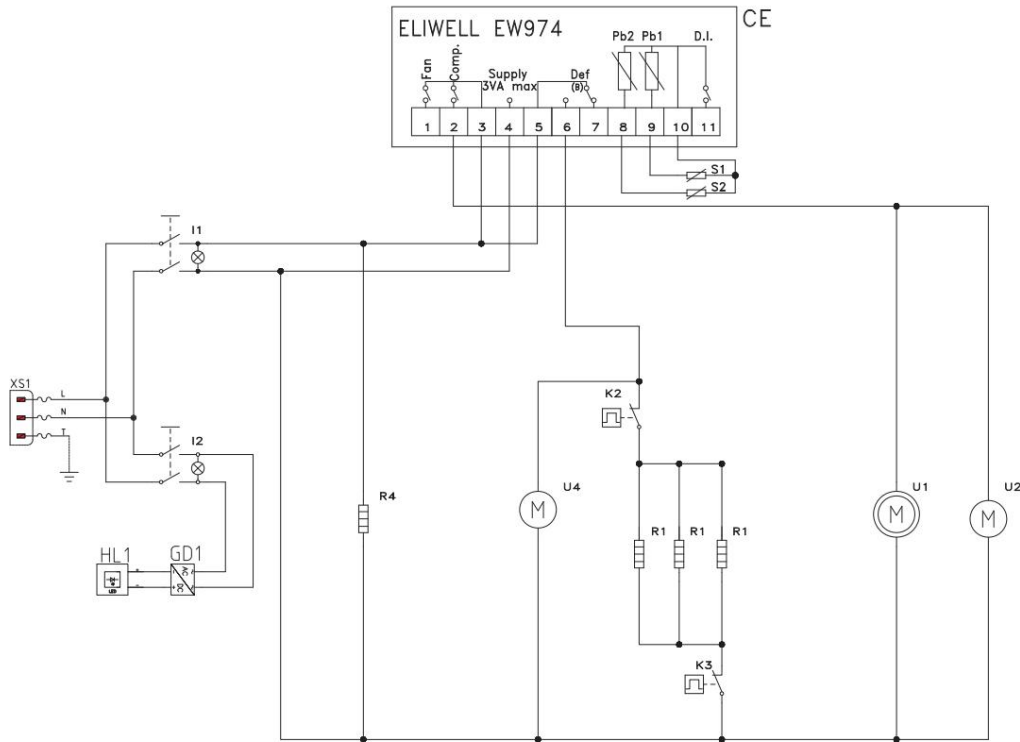 ELIWELL EW974
CE
Fan
Comp.
Supply
3VA max
Def
(B)
Pb2
Pb1
D.I.
1 2 3 4 5 6 7 8 9 10 11
S1
S2
I1
XS1
L
N
T
K2
I2
R4
U4
U1
U2
R1 R1 R1
HL1
GD1
AC
DC
LED
K3
M
M
M